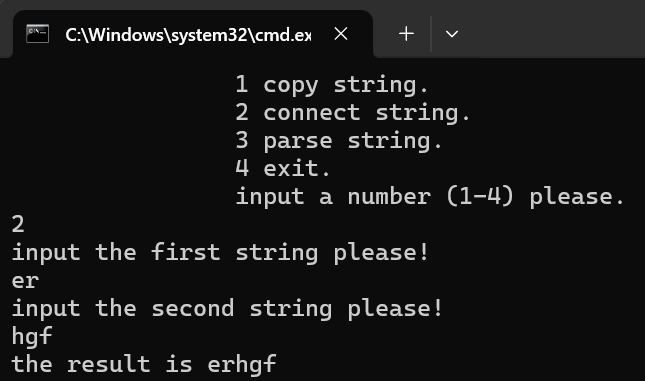 C:\Windows\system32\cmd.ex
1 copy string.
2 connect string.
3 parse string.
4 exit.
input a number (1-4) please.
2
input the first string please!
er
input the second string please!
hgf
the result is erhgf